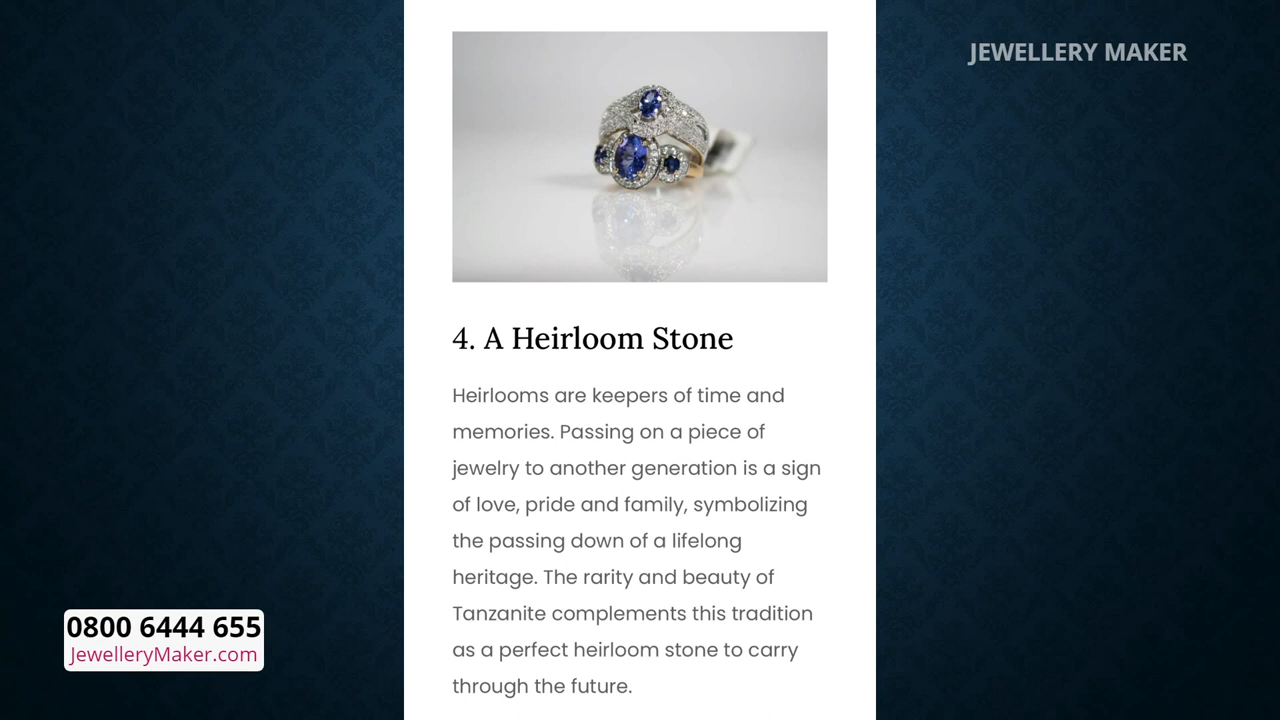 JEWELLERY MAKER
4. A Heirloom Stone
Heirlooms are keepers of time and
memories. Passing on a piece of
jewelry to another generation is a sign
of love, pride and family, symbolizing
the passing down of a lifelong
heritage. The rarity and beauty of
Tanzanite complements this tradition
as a perfect heirloom stone to carry
through the future.
0800 6444 655
JewelleryMaker.com